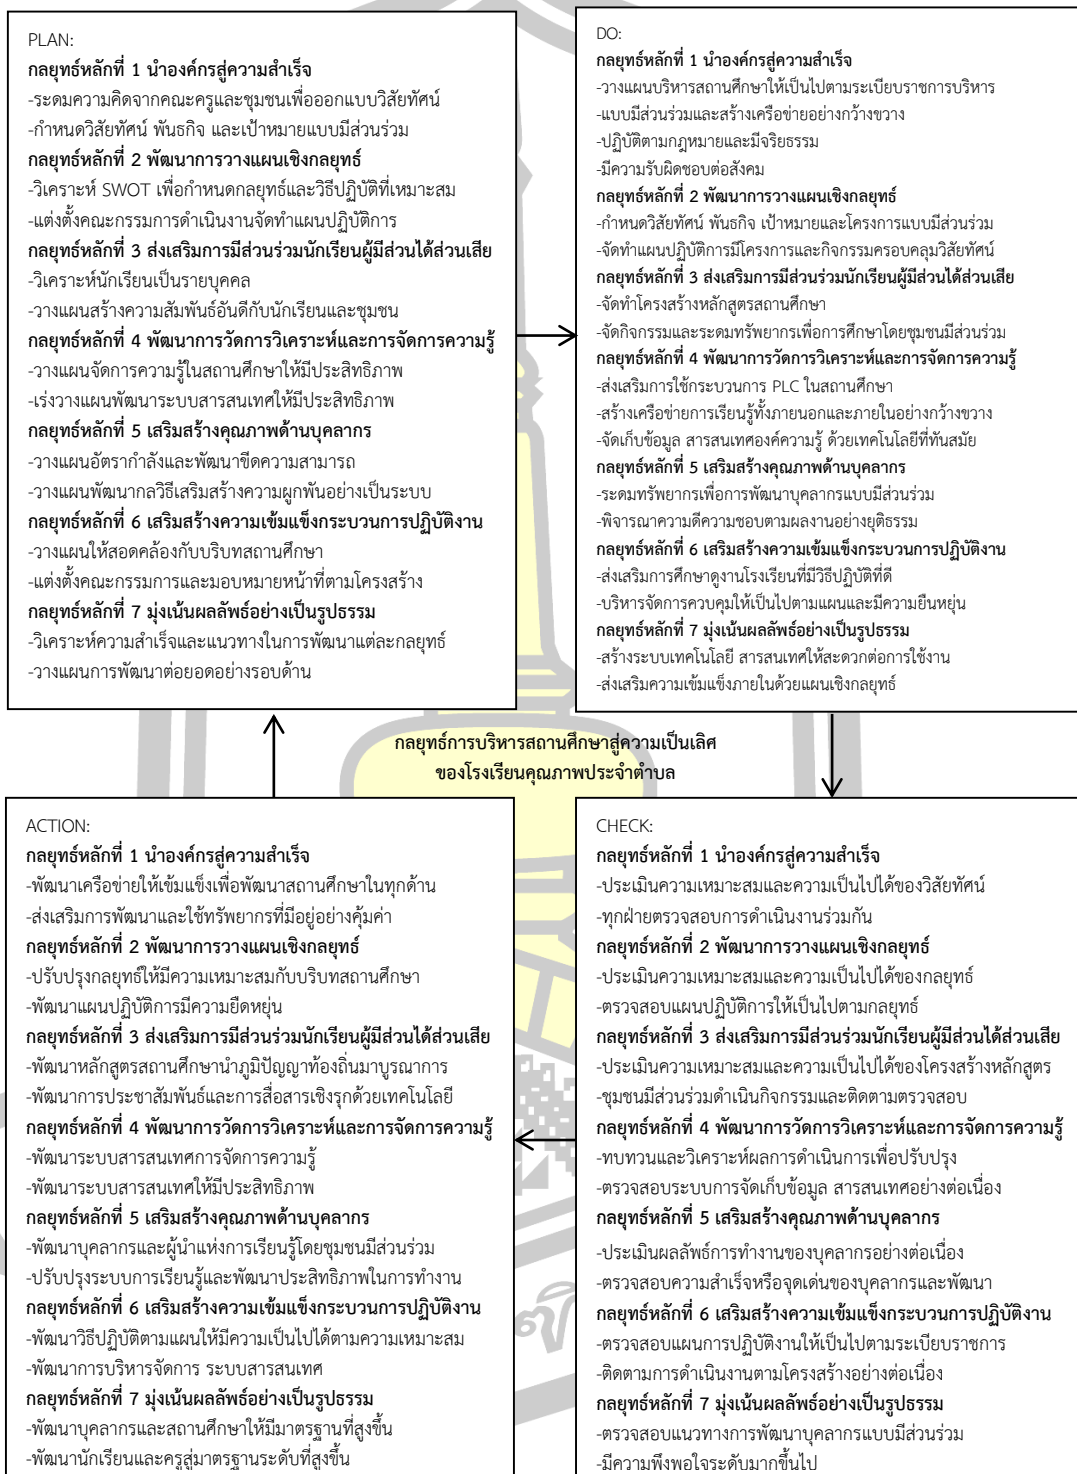 PLAN:
กลยุทธ์หลักที่ 1 นำองค์กรสู่ความสำเร็จ
-ระดมความคิดจากคณะครูและชุมชนเพื่อออกแบบวิสัยทัศน์
-กำหนดวิสัยทัศน์ พันธกิจ และเป้าหมายแบบมีส่วนร่วม
กลยุทธ์หลักที่ 2 พัฒนาการวางแผนเชิงกลยุทธ์
-วิเคราะห์ SWOT เพื่อกำหนดกลยุทธ์และวิธีปฏิบัติที่เหมาะสม
-แต่งตั้งคณะกรรมการดำเนินงานจัดทำแผนปฏิบัติการ
กลยุทธ์หลักที่ 3 ส่งเสริมการมีส่วนร่วมนักเรียนผู้มีส่วนได้ส่วนเสีย
-วิเคราะห์นักเรียนเป็นรายบุคคล
-วางแผนสร้างความสัมพันธ์อันดีกับนักเรียนและชุมชน
กลยุทธ์หลักที่ 4 พัฒนาการวัดการวิเคราะห์และการจัดการความรู้
-วางแผนจัดการความรู้ในสถานศึกษาให้มีประสิทธิภาพ
-เร่งวางแผนพัฒนาระบบสารสนเทศให้มีประสิทธิภาพ
กลยุทธ์หลักที่ 5 เสริมสร้างคุณภาพด้านบุคลากร
-วางแผนอัตรากำลังและพัฒนาขีดความสามารถ
-วางแผนพัฒนากลวิธีเสริมสร้างความผูกพันอย่างเป็นระบบ
กลยุทธ์หลักที่ 6 เสริมสร้างความเข้มแข็งกระบวนการปฏิบัติงาน
-วางแผนให้สอดคล้องกับบริบทสถานศึกษา
-แต่งตั้งคณะกรรมการและมอบหมายหน้าที่ตามโครงสร้าง
กลยุทธ์หลักที่ 7 มุ่งเน้นผลลัพธ์อย่างเป็นรูปธรรม
-วิเคราะห์ความสำเร็จและแนวทางในการพัฒนาแต่ละกลยุทธ์
-วางแผนการพัฒนาต่อยอดอย่างรอบด้าน
DO:
กลยุทธ์หลักที่ 1 นำองค์กรสู่ความสำเร็จ
-วางแผนบริหารสถานศึกษาให้เป็นไปตามระเบียบราชการบริหาร
-แบบมีส่วนร่วมและสร้างเครือข่ายอย่างกว้างขวาง
-ปฏิบัติตามกฎหมายและมีจริยธรรม
-มีความรับผิดชอบต่อสังคม
กลยุทธ์หลักที่ 2 พัฒนาการวางแผนเชิงกลยุทธ์
-กำหนดวิสัยทัศน์ พันธกิจ เป้าหมายและโครงการแบบมีส่วนร่วม
-จัดทำแผนปฏิบัติการมีโครงการและกิจกรรมครอบคลุมวิสัยทัศน์
กลยุทธ์หลักที่ 3 ส่งเสริมการมีส่วนร่วมนักเรียนผู้มีส่วนได้ส่วนเสีย
-จัดทำโครงสร้างหลักสูตรสถานศึกษา
-จัดกิจกรรมและระดมทรัพยากรเพื่อการศึกษาโดยชุมชนมีส่วนร่วม
กลยุทธ์หลักที่ 4 พัฒนาการวัดการวิเคราะห์และการจัดการความรู้
-ส่งเสริมการใช้กระบวนการ PLC ในสถานศึกษา
-สร้างเครือข่ายการเรียนรู้ทั้งภายนอกและภายในอย่างกว้างขวาง
-จัดเก็บข้อมูล สารสนเทศองค์ความรู้ ด้วยเทคโนโลยีที่ทันสมัย
กลยุทธ์หลักที่ 5 เสริมสร้างคุณภาพด้านบุคลากร
-ระดมทรัพยากรเพื่อการพัฒนาบุคลากรแบบมีส่วนร่วม
-พิจารณาความดีความชอบตามผลงานอย่างยุติธรรม
กลยุทธ์หลักที่ 6 เสริมสร้างความเข้มแข็งกระบวนการปฏิบัติงาน
-ส่งเสริมการศึกษาดูงานโรงเรียนที่มีวิธีปฏิบัติที่ดี
-บริหารจัดการควบคุมให้เป็นไปตามแผนและมีความยืนหยุ่น
กลยุทธ์หลักที่ 7 มุ่งเน้นผลลัพธ์อย่างเป็นรูปธรรม
-สร้างระบบเทคโนโลยี สารสนเทศให้สะดวกต่อการใช้งาน
-ส่งเสริมความเข้มแข็งภายในด้วยแผนเชิงกลยุทธ์
กลยุทธ์การบริหารสถานศึกษาสู่ความเป็นเลิศ
ของโรงเรียนคุณภาพประจำตำบล
ACTION:
กลยุทธ์หลักที่ 1 นำองค์กรสู่ความสำเร็จ
-พัฒนาเครือข่ายให้เข้มแข็งเพื่อพัฒนาสถานศึกษาในทุกด้าน
-ส่งเสริมการพัฒนาและใช้ทรัพยากรที่มีอยู่อย่างคุ้มค่า
กลยุทธ์หลักที่ 2 พัฒนาการวางแผนเชิงกลยุทธ์
-ปรับปรุงกลยุทธ์ให้มีความเหมาะสมกับบริบทสถานศึกษา
-พัฒนาแผนปฏิบัติการมีความยืดหยุ่น
กลยุทธ์หลักที่ 3 ส่งเสริมการมีส่วนร่วมนักเรียนผู้มีส่วนได้ส่วนเสีย
-พัฒนาหลักสูตรสถานศึกษานำภูมิปัญญาท้องถิ่นมาบูรณาการ
-พัฒนาการประชาสัมพันธ์และการสื่อสารเชิงรุกด้วยเทคโนโลยี
กลยุทธ์หลักที่ 4 พัฒนาการวัดการวิเคราะห์และการจัดการความรู้
-พัฒนาระบบสารสนเทศการจัดการความรู้
-พัฒนาระบบสารสนเทศให้มีประสิทธิภาพ
กลยุทธ์หลักที่ 5 เสริมสร้างคุณภาพด้านบุคลากร
-พัฒนาบุคลากรและผู้นำแห่งการเรียนรู้โดยชุมชนมีส่วนร่วม
-ปรับปรุงระบบการเรียนรู้และพัฒนาประสิทธิภาพในการทำงาน
กลยุทธ์หลักที่ 6 เสริมสร้างความเข้มแข็งกระบวนการปฏิบัติงาน
-พัฒนาวิธีปฏิบัติตามแผนให้มีความเป็นไปได้ตามความเหมาะสม
-พัฒนาการบริหารจัดการ ระบบสารสนเทศ
กลยุทธ์หลักที่ 7 มุ่งเน้นผลลัพธ์อย่างเป็นรูปธรรม
-พัฒนาบุคลากรและสถานศึกษาให้มีมาตรฐานที่สูงขึ้น
-พัฒนานักเรียนและครูสู่มาตรฐานระดับที่สูงขึ้น
CHECK:
กลยุทธ์หลักที่ 1 นำองค์กรสู่ความสำเร็จ
-ประเมินความเหมาะสมและความเป็นไปได้ของวิสัยทัศน์
-ทุกฝ่ายตรวจสอบการดำเนินงานร่วมกัน
กลยุทธ์หลักที่ 2 พัฒนาการวางแผนเชิงกลยุทธ์
-ประเมินความเหมาะสมและความเป็นไปได้ของกลยุทธ์
-ตรวจสอบแผนปฏิบัติการให้เป็นไปตามกลยุทธ์
กลยุทธ์หลักที่ 3 ส่งเสริมการมีส่วนร่วมนักเรียนผู้มีส่วนได้ส่วนเสีย
-ประเมินความเหมาะสมและความเป็นไปได้ของโครงสร้างหลักสูตร
-ชุมชนมีส่วนร่วมดำเนินกิจกรรมและติดตามตรวจสอบ
กลยุทธ์หลักที่ 4 พัฒนาการวัดการวิเคราะห์และการจัดการความรู้
-ทบทวนและวิเคราะห์ผลการดำเนินการเพื่อปรับปรุง
-ตรวจสอบระบบการจัดเก็บข้อมูล สารสนเทศอย่างต่อเนื่อง
กลยุทธ์หลักที่ 5 เสริมสร้างคุณภาพด้านบุคลากร
-ประเมินผลลัพธ์การทำงานของบุคลากรอย่างต่อเนื่อง
-ตรวจสอบความสำเร็จหรือจุดเด่นของบุคลากรและพัฒนา
กลยุทธ์หลักที่ 6 เสริมสร้างความเข้มแข็งกระบวนการปฏิบัติงาน
-ตรวจสอบแผนการปฏิบัติงานให้เป็นไปตามระเบียบราชการ
-ติดตามการดำเนินงานตามโครงสร้างอย่างต่อเนื่อง
กลยุทธ์หลักที่ 7 มุ่งเน้นผลลัพธ์อย่างเป็นรูปธรรม
-ตรวจสอบแนวทางการพัฒนาบุคลากรแบบมีส่วนร่วม
-มีความพึงพอใจระดับมากขึ้นไป